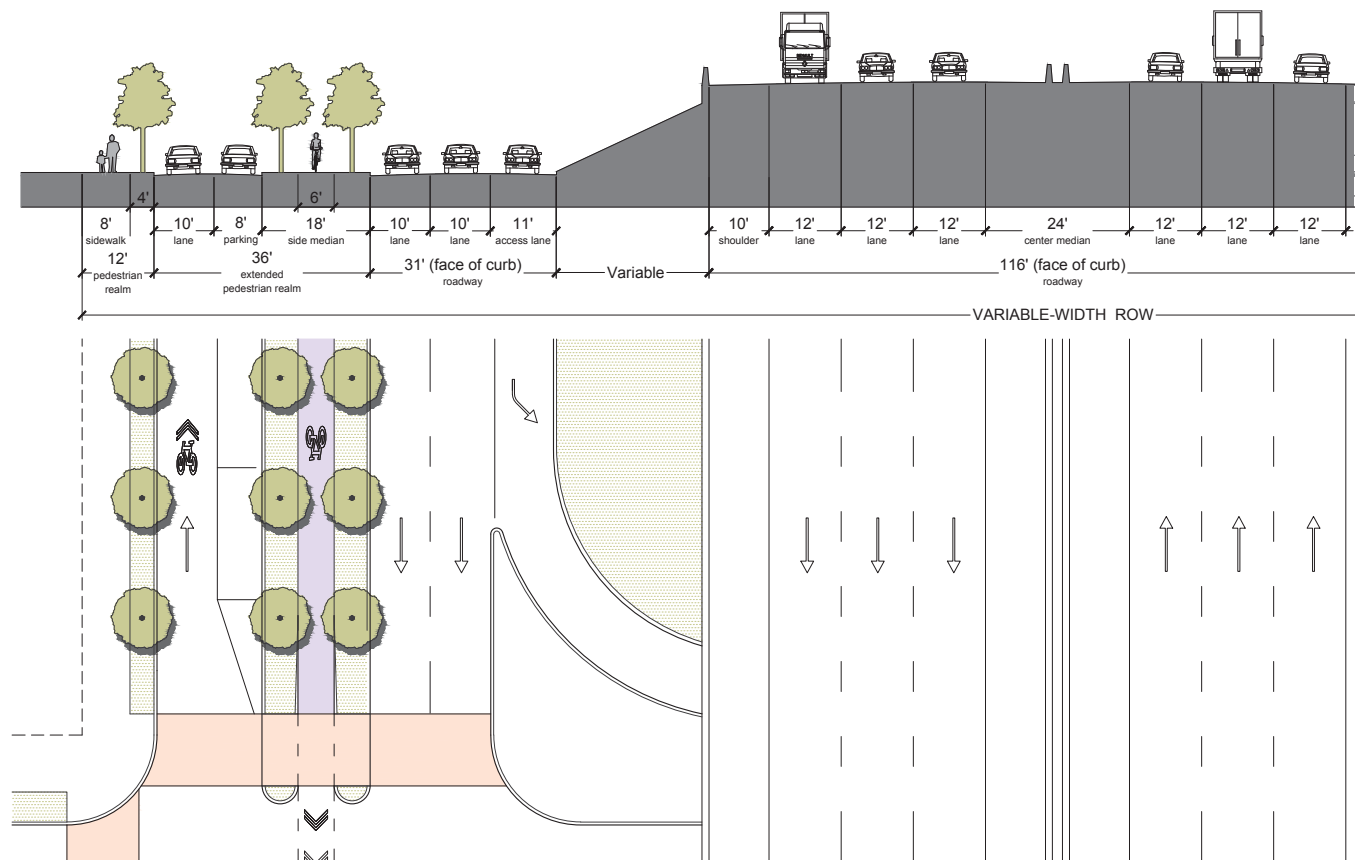 4'
6'
8' 10' 8' 18' 10' 10' 11' 10' 12' 12' 12' 24' 12' 12' 12'
sidewalk lane parking side median lane lane access lane shoulder lane lane lane center median lane lane lane
12' 36' 31' (face of curb) Variable 116' (face of curb)
pedestrian extended roadway roadway
realm pedestrian realm
VARIABLE-WIDTH ROW